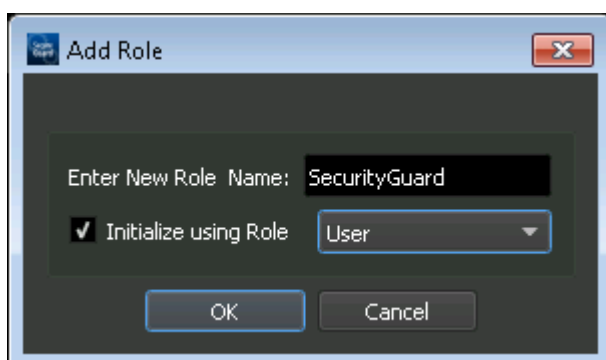 Add Role
Enter New Role Name: SecurityGuard
Initialize using Role User
OK Cancel